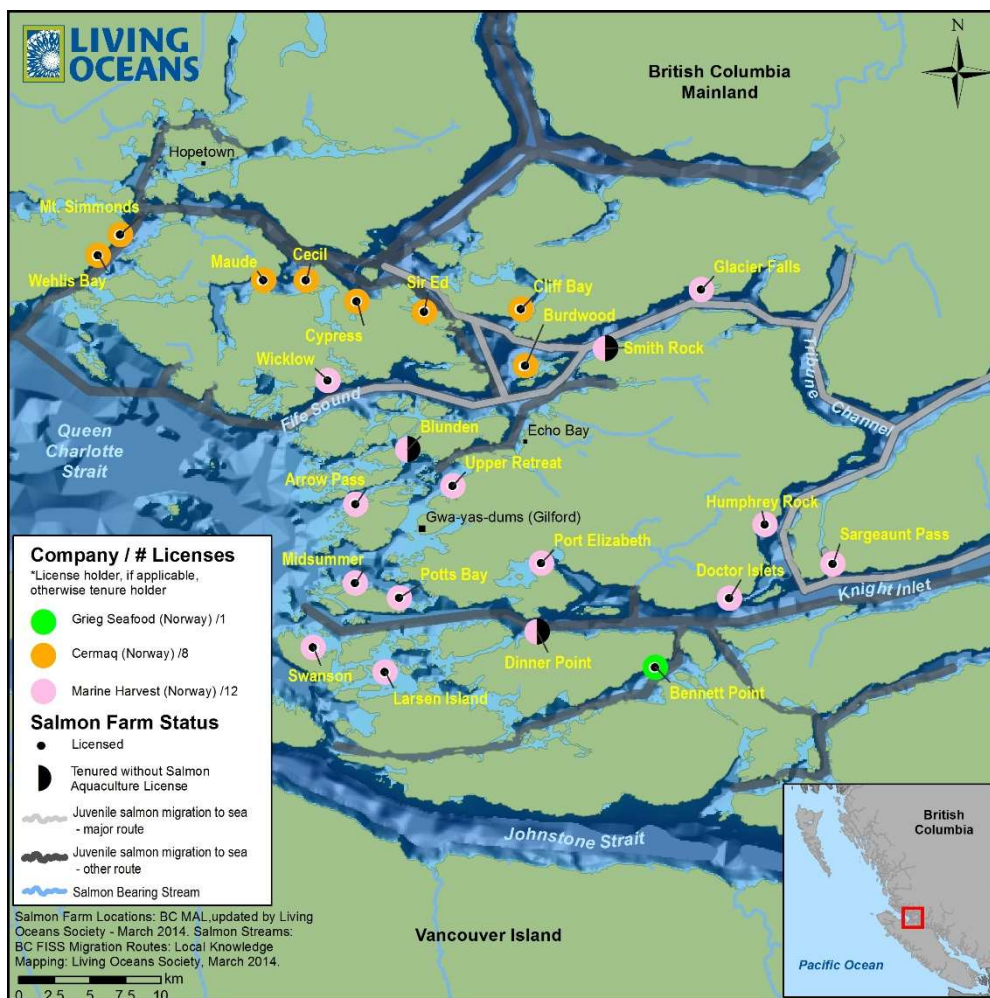 LIVING
OCEANS
N
British Columbia
Mainland
Hopetown
Mt. Simmonds
Wehlis Bay
Maude
Cecil
Cypress
Sir Ed
Cliff Bay
Burdwood
Glacier Falls
Smith Rock
Wicklow
Fife Sound
Tribune
Channel
Queen
Charlotte
Strait
Blunden
Echo Bay
Upper Retreat
Arrow Pass
Gwa-yas-dums (Gilford)
Humphrey Rock
Port Elizabeth
Sargeaunt Pass
Midsummer
Potts Bay
Doctor Islets
Knight Inlet
Swanson
Larsen Island
Dinner Point
Bennett Point
Johnstone Strait
Vancouver Island
Company / # Licenses
*License holder, if applicable,
otherwise tenure holder
Grieg Seafood (Norway) /1
Cermaq (Norway) /8
Marine Harvest (Norway) /12
Salmon Farm Status
Licensed
Tenured without Salmon
Aquaculture License
Juvenile salmon migration to sea
- major route
Juvenile salmon migration to sea
- other route
Salmon Bearing Stream
Salmon Farm Locations: BC MAL,updated by Living
Oceans Society - March 2014. Salmon Streams:
BC FISS Migration Routes: Local Knowledge
Mapping: Living Oceans Society, March 2014.
km
0 2.5 5 7.5 10
British
Columbia
Pacific Ocean